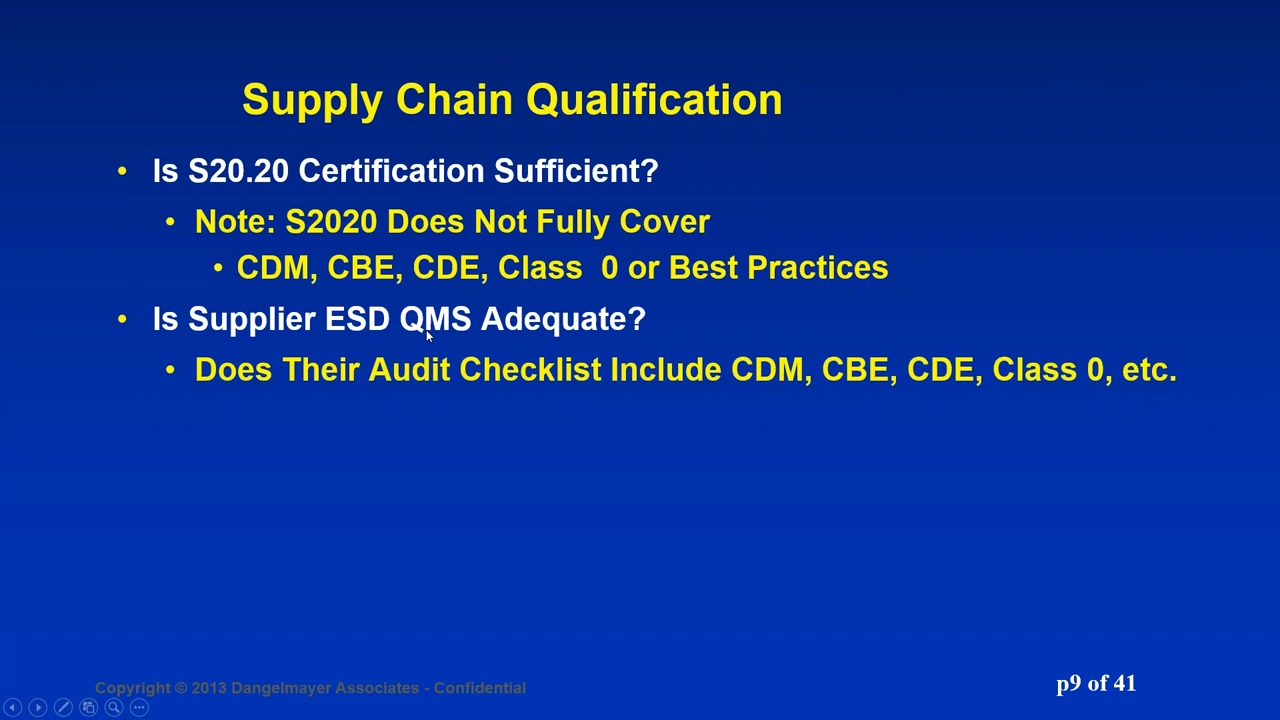 Supply Chain Qualification
• Is S20.20 Certification Sufficient?
• Note: S2020 Does Not Fully Cover
• CDM, CBE, CDE, Class  0 or Best Practices
• Is Supplier ESD QMS Adequate?
• Does Their Audit Checklist Include CDM, CBE, CDE, Class 0, etc.
Copyright © 2013 Dangelmayer Associates - Confidential
p9 of 41